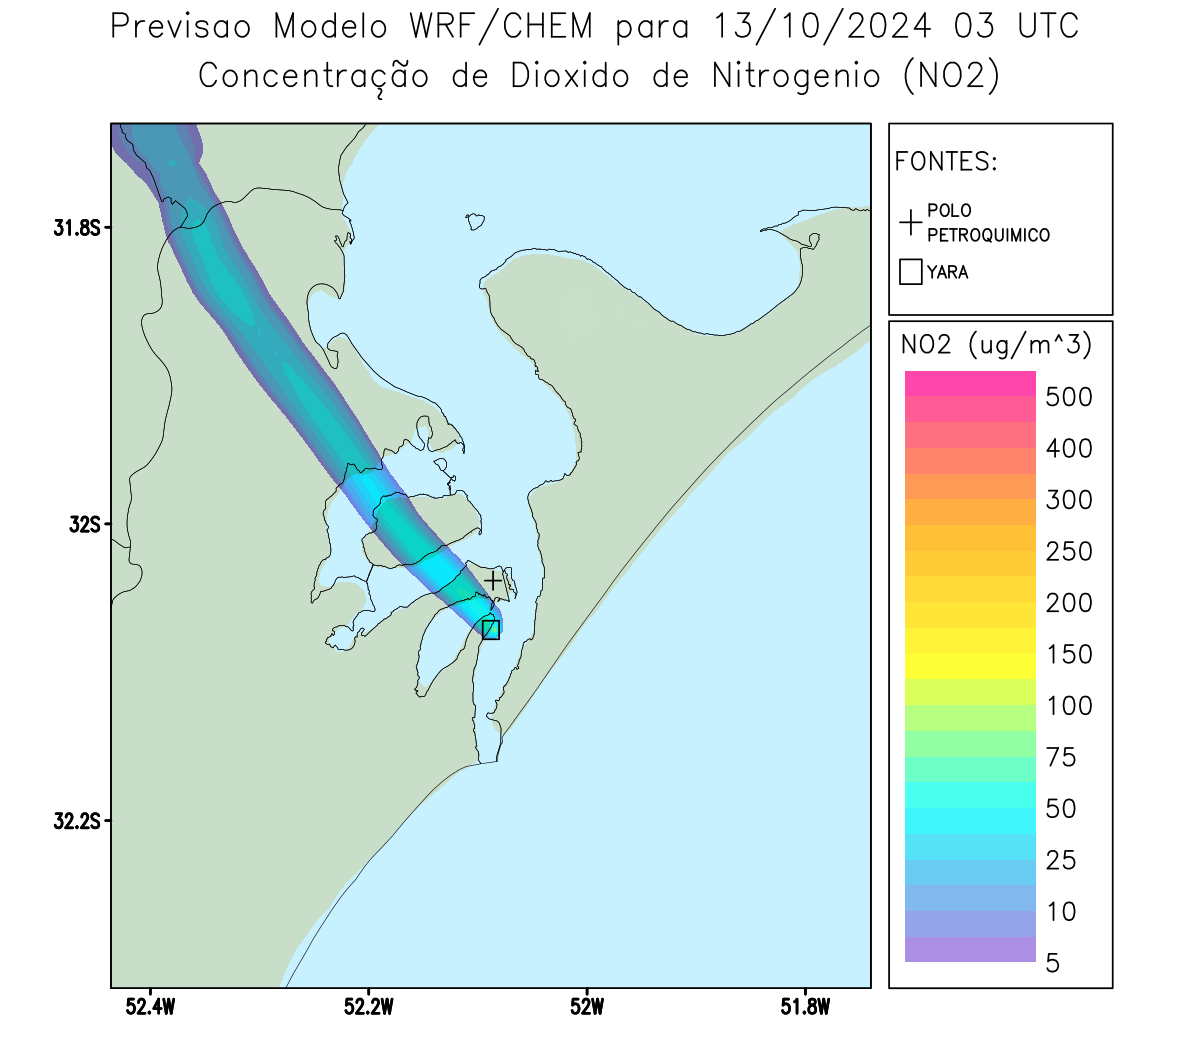 Previsao Modelo WRF/CHEM para 13/10/2024 03 UTC
Concentração de Dioxido de Nitrogenio (NO2)
FONTES:
POLO
PETROQUIMICO
YARA
NO2 (ug/m^3)
500
400
300
250
200
150
100
75
50
25
10
5
31.8S
32S
32.2S
52.4W
52.2W
52W
51.8W